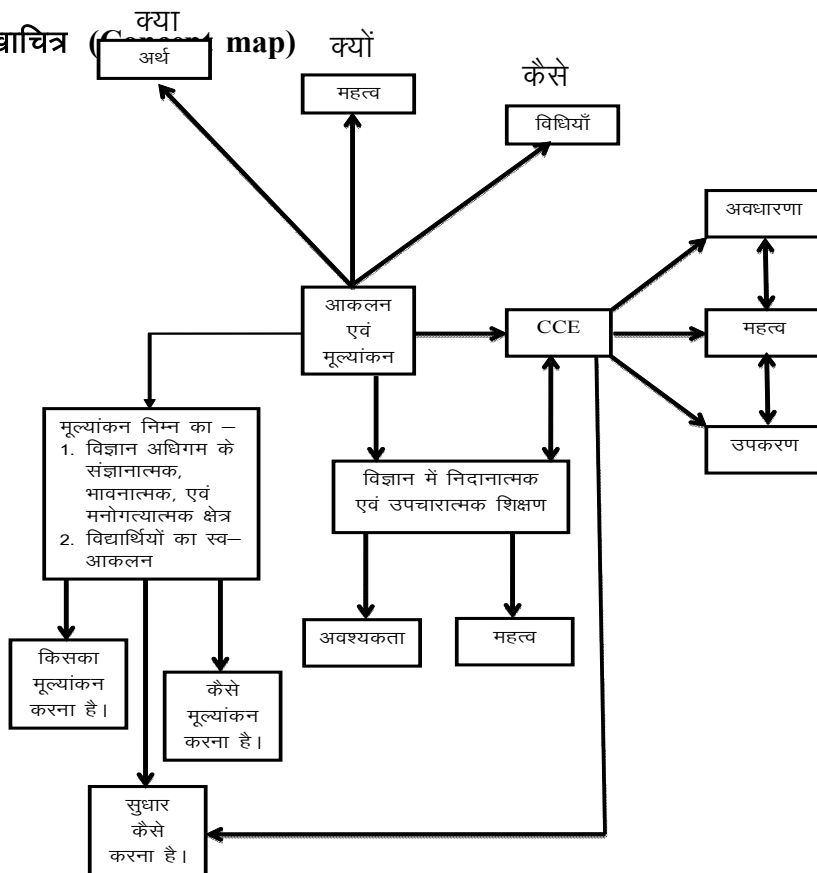 क्या
वाचित्र (Concept map)
क्यों
अर्थ
कैसे
महत्व
विधियाँ
अवधारणा
आकलन
एवं
मूल्यांकन
CCE
महत्व
मूल्यांकन निम्न का –
1. विज्ञान अधिगम के
संज्ञानात्मक,
भावनात्मक, एवं
मनोगत्यात्मक क्षेत्र
2. विद्यार्थियों का स्व–
आकलन
उपकरण
विज्ञान में निदानात्मक
एवं उपचारात्मक शिक्षण
अवश्यकता
महत्व
किसका
मूल्यांकन
करना है।
कैसे
मूल्यांकन
करना है।
सुधार
कैसे
करना है।